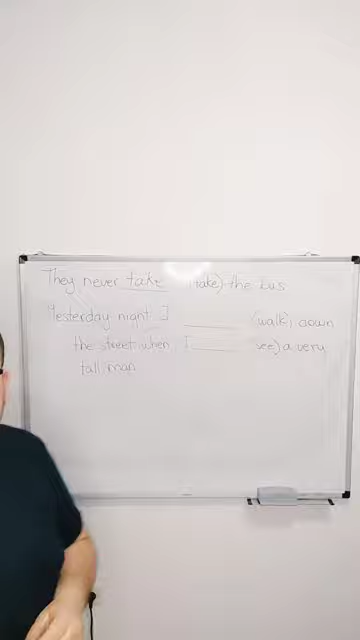 They never take (take) the bus
Yesterday night I ______ (walk) down
the street when I ______ see) a very
tall man